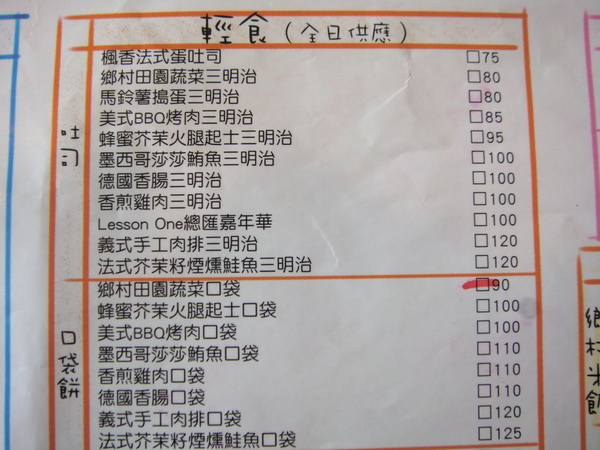 輕食(全日供應)
吐司
楓香法式蛋吐司 □75
鄉村田園蔬菜三明治 □80
馬鈴薯搗蛋三明治 □80
美式BBQ烤肉三明治 □85
蜂蜜芥茉火腿起士三明治 □95
墨西哥莎莎鮪魚三明治 □100
德國香腸三明治 □100
香煎雞肉三明治 □100
Lesson One總匯嘉年華 □100
義式手工肉排三明治 □120
法式芥茉籽煙燻鮭魚三明治 □120
口袋餅
鄉村田園蔬菜口袋 □90
蜂蜜芥茉火腿起士口袋 □100
美式BBQ烤肉口袋 □100
墨西哥莎莎鮪魚口袋 □110
香煎雞肉口袋 □110
德國香腸口袋 □110
義式手工肉排口袋 □120
法式芥茉籽煙燻鮭魚口袋 □125
鄉村米飯